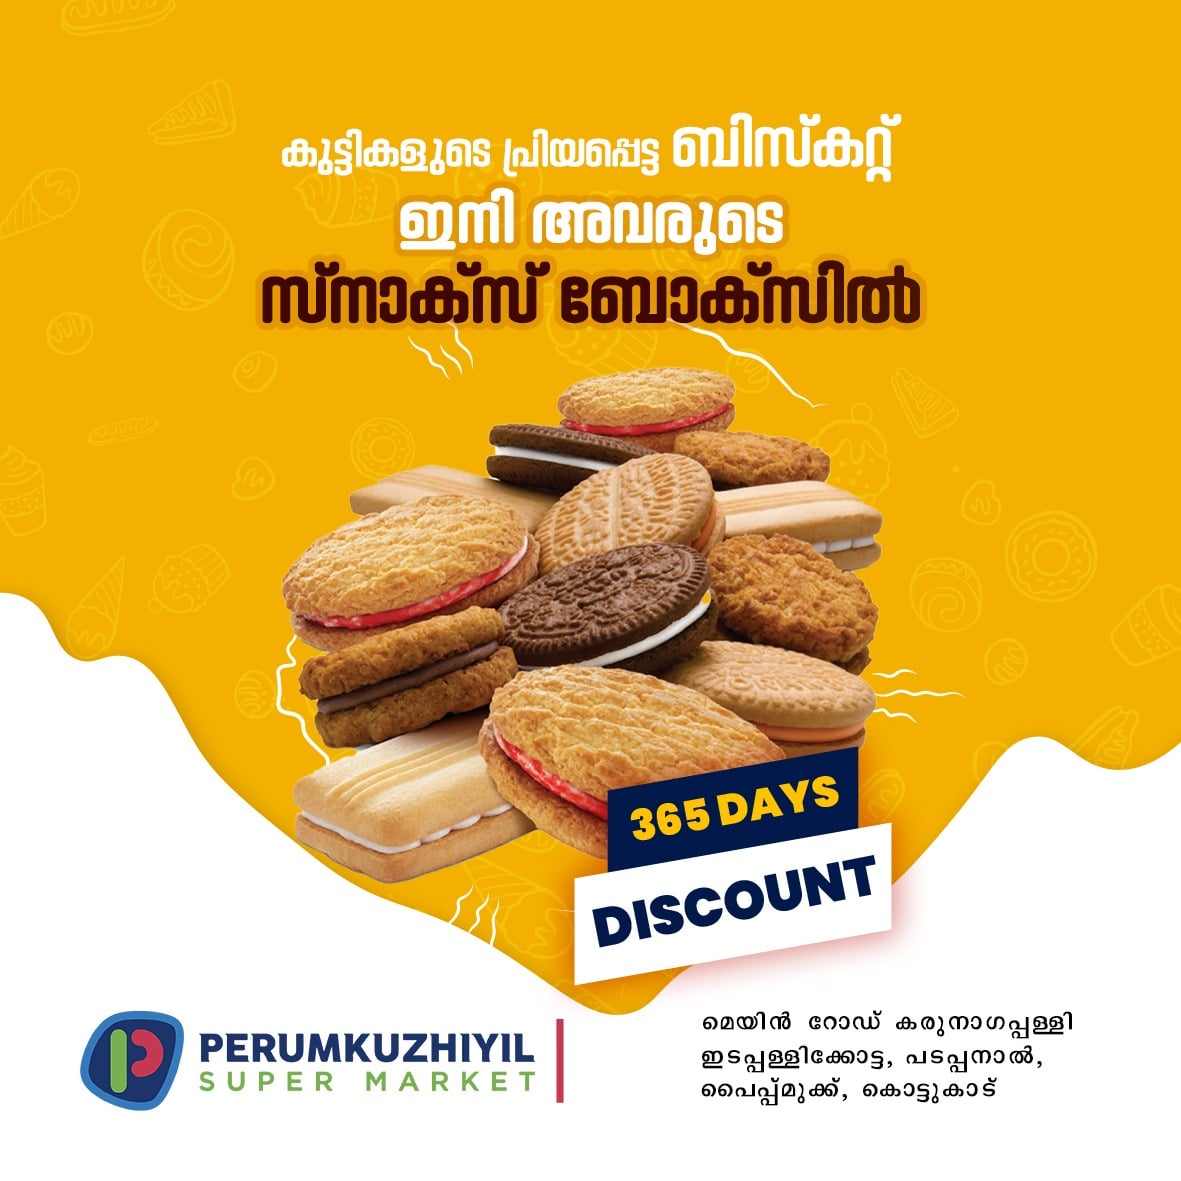 കുട്ടികളുടെ പ്രിയപ്പെട്ട ബിസ്കറ്റ്
ഇനി അവരുടെ
സ്നാക്സ് ബോക്സിൽ
365 DAYS
DISCOUNT
PERUMKUZHIYIL
SUPER MARKET
മെയിൻ റോഡ് കരുനാഗപ്പള്ളി
ഇടപ്പള്ളിക്കോട്ട, പടപ്പനാൽ,
പൈപ്പ്മുക്ക്, കൊട്ടുകാട്